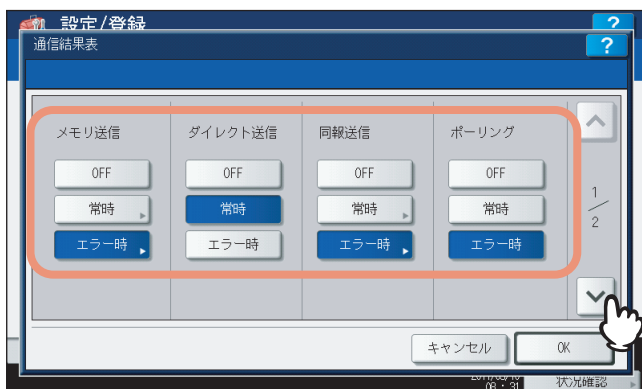 設定/登録
?
通信結果表
?
メモリ送信 ダイレクト送信 同報送信 ポーリング
OFF OFF OFF OFF
常時 常時 常時 常時
エラー時 エラー時 エラー時 エラー時
1/2
キャンセル OK
08:31 状況確認